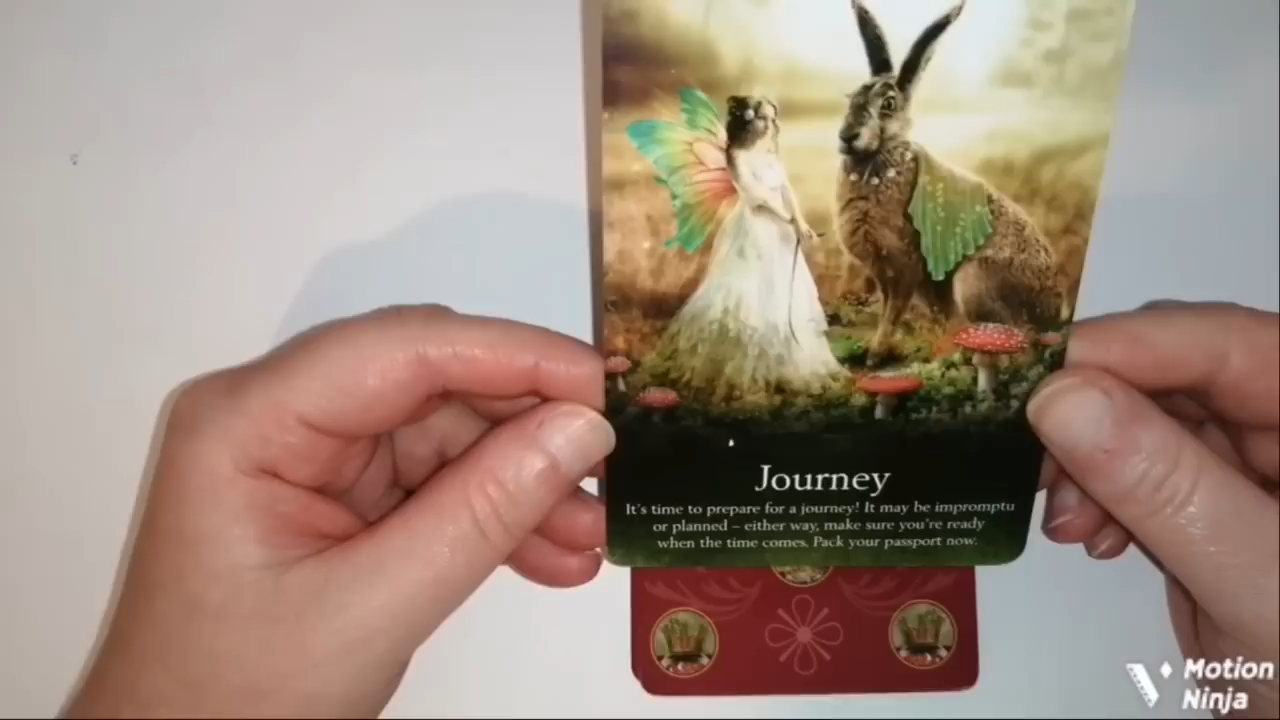 Journey
It's time to prepare for a journey! It may be impromptu
or planned – either way, make sure you're ready
when the time comes. Pack your passport now.
Motion
Ninja